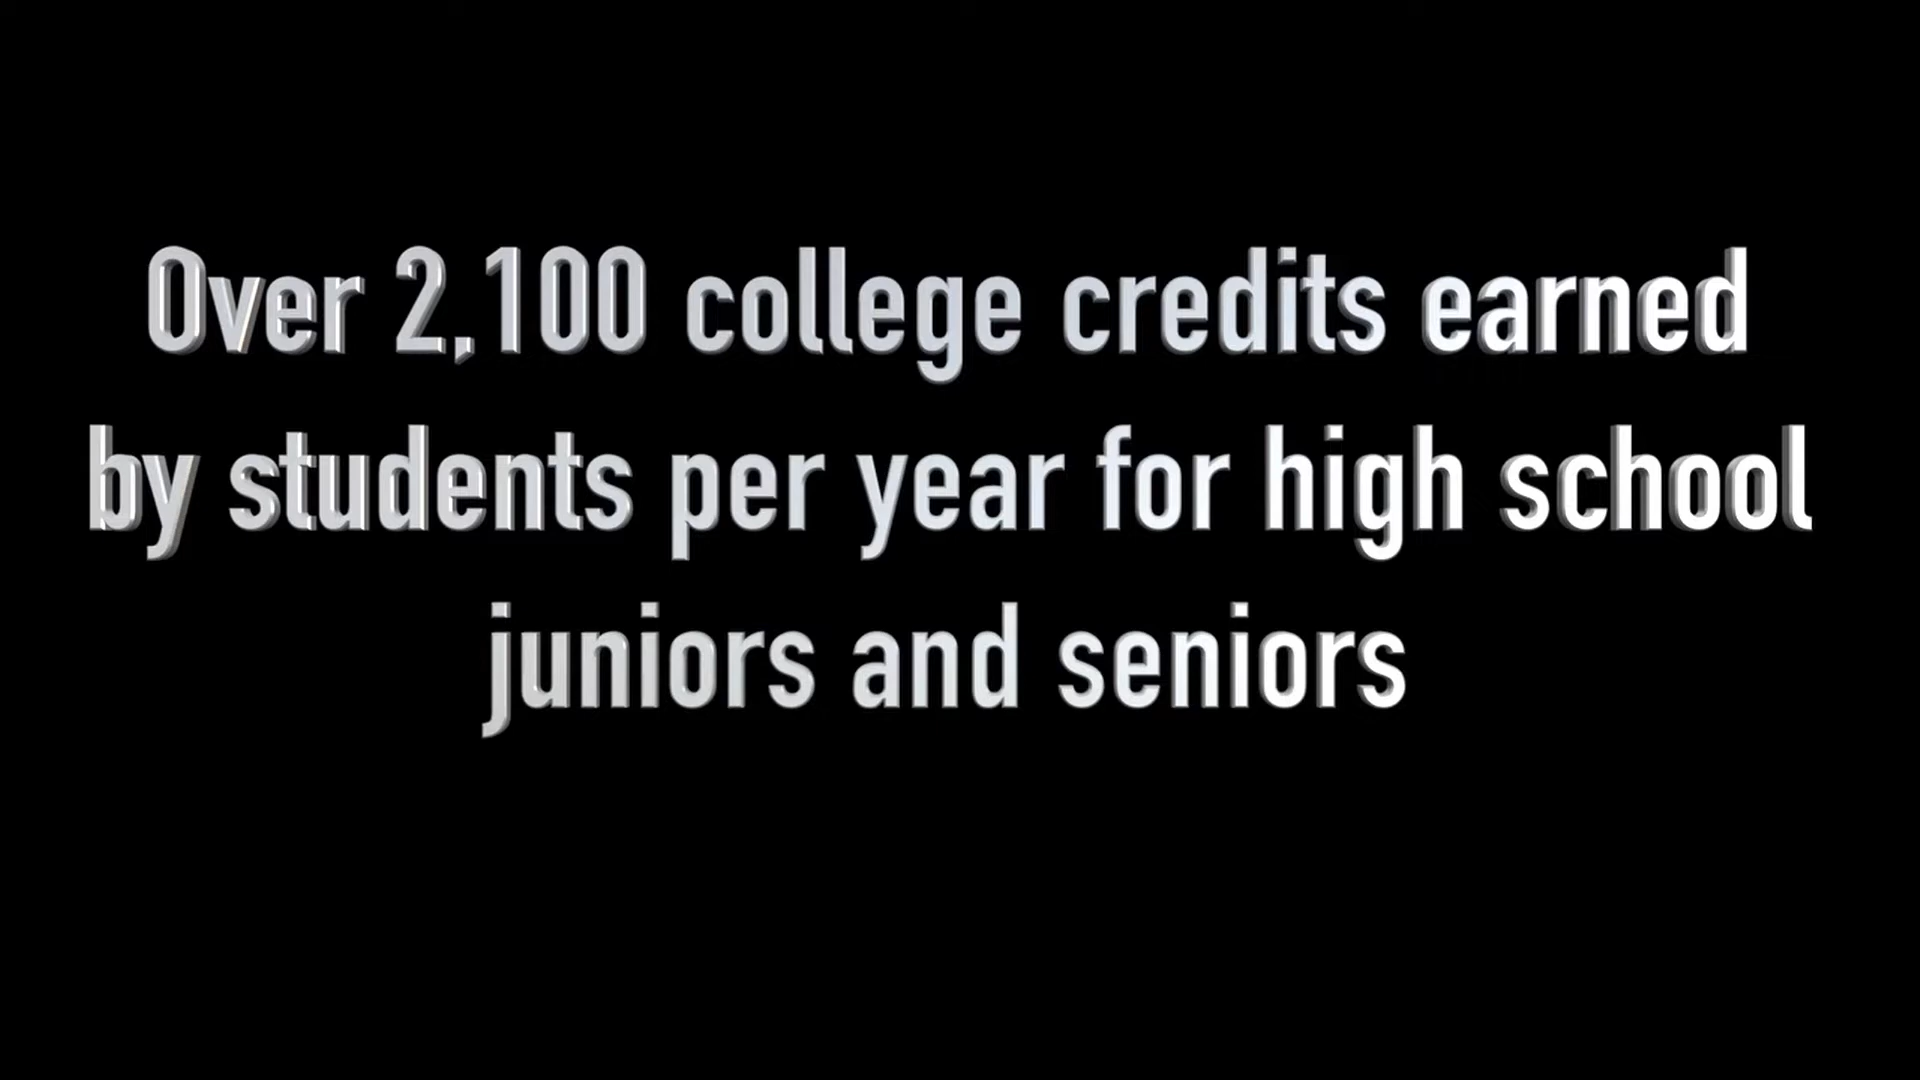 Over 2,100 college credits earned
by students per year for high school
juniors and seniors